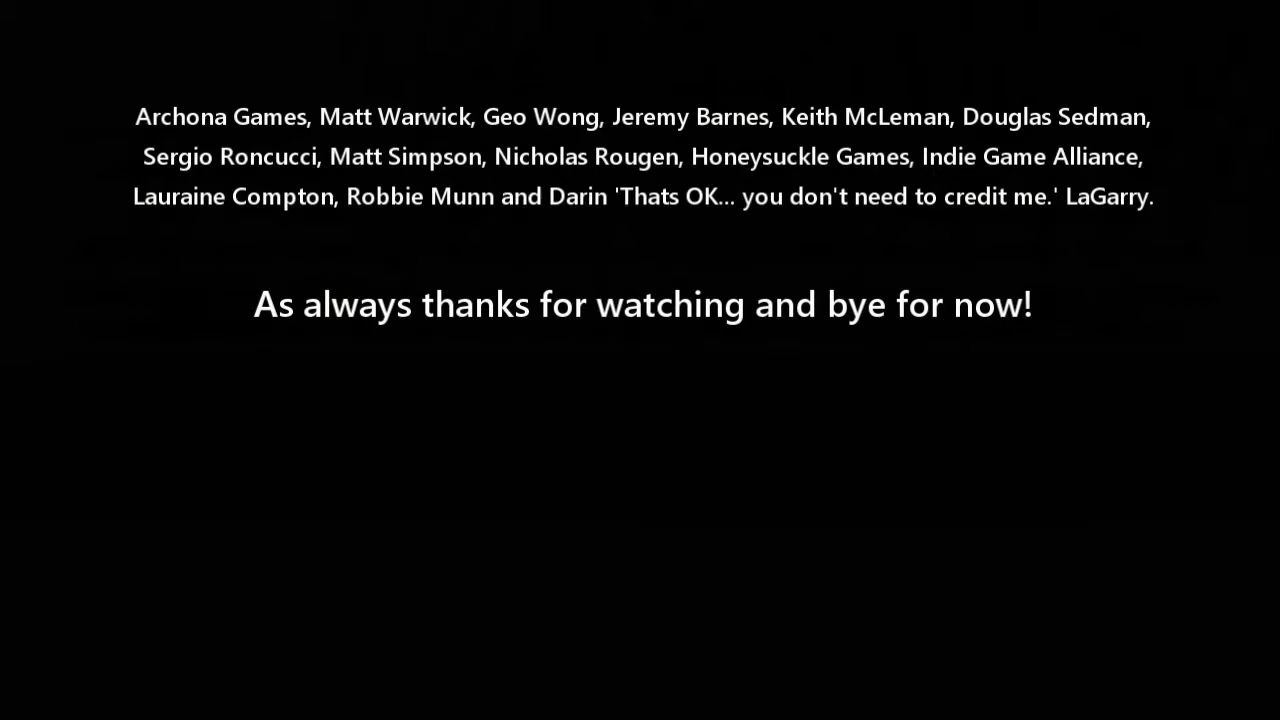 Archona Games, Matt Warwick, Geo Wong, Jeremy Barnes, Keith McLeman, Douglas Sedman,
Sergio Roncucci, Matt Simpson, Nicholas Rougen, Honeysuckle Games, Indie Game Alliance,
Lauraine Compton, Robbie Munn and Darin 'Thats OK... you don't need to credit me.' LaGarry.
As always thanks for watching and bye for now!